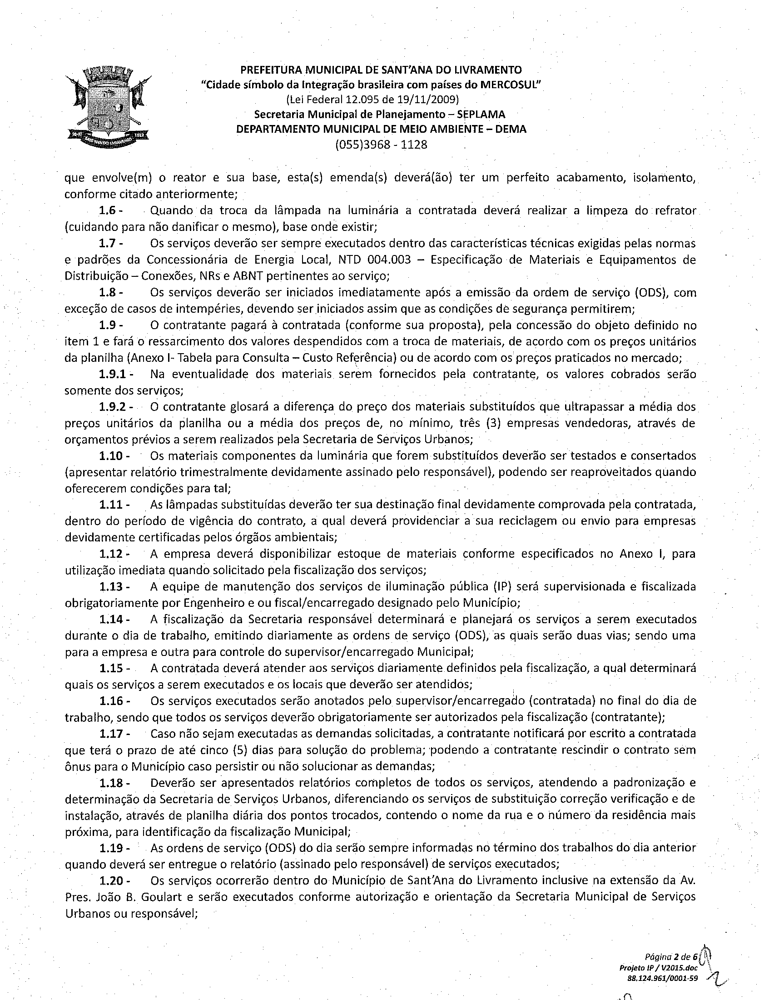 PREFEITURA MUNICIPAL DE SANT'ANA DO LIVRAMENTO
"Cidade símbolo da Integração brasileira com países do MERCOSUL"
(Lei Federal 12.095 de 19/11/2009)
Secretaria Municipal de Planejamento – SEPLAMA
DEPARTAMENTO MUNICIPAL DE MEIO AMBIENTE – DEMA
(055)3968 - 1128
que envolve(m) o reator e sua base, esta(s) emenda(s) deverá(ão) ter um perfeito acabamento, isolamento,
conforme citado anteriormente;
1.6 - Quando da troca da lâmpada na luminária a contratada deverá realizar a limpeza do refrator
(cuidando para não danificar o mesmo), base onde existir;
1.7 - Os serviços deverão ser sempre executados dentro das características técnicas exigidas pelas normas
e padrões da Concessionária de Energia Local, NTD 004.003 – Especificação de Materiais e Equipamentos de
Distribuição – Conexões, NRs e ABNT pertinentes ao serviço;
1.8 - Os serviços deverão ser iniciados imediatamente após a emissão da ordem de serviço (ODS), com
exceção de casos de intempéries, devendo ser iniciados assim que as condições de segurança permitirem;
1.9 - O contratante pagará à contratada (conforme sua proposta), pela concessão do objeto definido no
item 1 e fará o ressarcimento dos valores despendidos com a troca de materiais, de acordo com os preços unitários
da planilha (Anexo I- Tabela para Consulta – Custo Referência) ou de acordo com os preços praticados no mercado;
1.9.1 - Na eventualidade dos materiais serem fornecidos pela contratante, os valores cobrados serão
somente dos serviços;
1.9.2 - O contratante glosará a diferença do preço dos materiais substituídos que ultrapassar a média dos
preços unitários da planilha ou a média dos preços de, no mínimo, três (3) empresas vendedoras, através de
orçamentos prévios a serem realizados pela Secretaria de Serviços Urbanos;
1.10 - Os materiais componentes da luminária que forem substituídos deverão ser testados e consertados
(apresentar relatório trimestralmente devidamente assinado pelo responsável), podendo ser reaproveitados quando
oferecerem condições para tal;
1.11 - As lâmpadas substituídas deverão ter sua destinação final devidamente comprovada pela contratada,
dentro do período de vigência do contrato, a qual deverá providenciar a sua reciclagem ou envio para empresas
devidamente certificadas pelos órgãos ambientais;
1.12 - A empresa deverá disponibilizar estoque de materiais conforme especificados no Anexo I, para
utilização imediata quando solicitado pela fiscalização dos serviços;
1.13 - A equipe de manutenção dos serviços de iluminação pública (IP) será supervisionada e fiscalizada
obrigatoriamente por Engenheiro e ou fiscal/encarregado designado pelo Município;
1.14 - A fiscalização da Secretaria responsável determinará e planejará os serviços a serem executados
durante o dia de trabalho, emitindo diariamente as ordens de serviço (ODS), as quais serão duas vias; sendo uma
para a empresa e outra para controle do supervisor/encarregado Municipal;
1.15 - A contratada deverá atender aos serviços diariamente definidos pela fiscalização, a qual determinará
quais os serviços a serem executados e os locais que deverão ser atendidos;
1.16 - Os serviços executados serão anotados pelo supervisor/encarregado (contratada) no final do dia de
trabalho, sendo que todos os serviços deverão obrigatoriamente ser autorizados pela fiscalização (contratante);
1.17 - Caso não sejam executadas as demandas solicitadas, a contratante notificará por escrito a contratada
que terá o prazo de até cinco (5) dias para solução do problema; podendo a contratante rescindir o contrato sem
ônus para o Município caso persistir ou não solucionar as demandas;
1.18 - Deverão ser apresentados relatórios completos de todos os serviços, atendendo a padronização e
determinação da Secretaria de Serviços Urbanos, diferenciando os serviços de substituição correção verificação e de
instalação, através de planilha diária dos pontos trocados, contendo o nome da rua e o número da residência mais
próxima, para identificação da fiscalização Municipal;
1.19 - As ordens de serviço (ODS) do dia serão sempre informadas no término dos trabalhos do dia anterior
quando deverá ser entregue o relatório (assinado pelo responsável) de serviços executados;
1.20 - Os serviços ocorrerão dentro do Município de Sant'Ana do Livramento inclusive na extensão da Av.
Pres. João B. Goulart e serão executados conforme autorização e orientação da Secretaria Municipal de Serviços
Urbanos ou responsável;
Página 2 de 6
Projeto IP / V2015.doc
88.124.961/0001-59